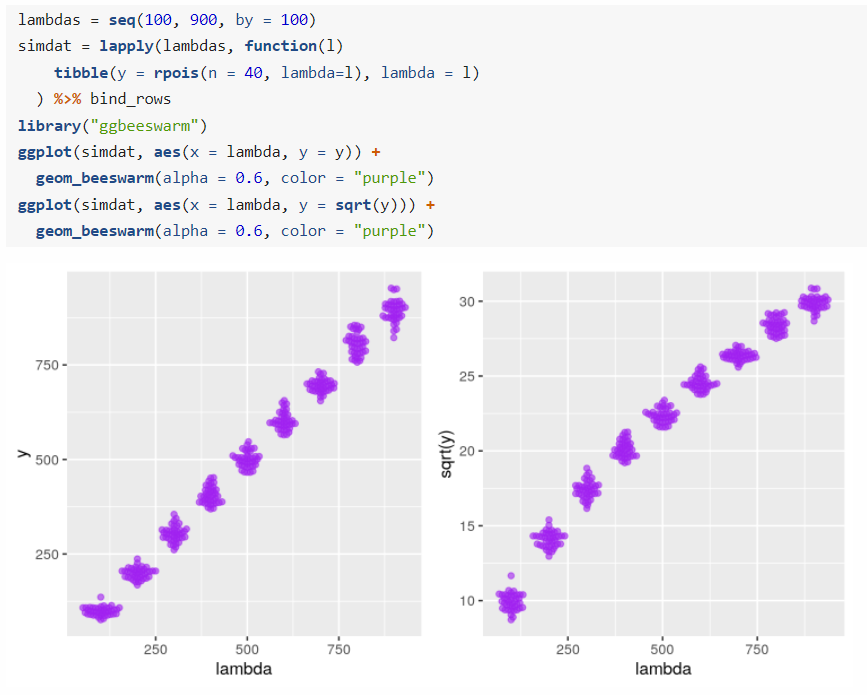 lambdas = seq(100, 900, by = 100)
simdat = lapply(lambdas, function(l)
    tibble(y = rpois(n = 40, lambda=l), lambda = l)
  ) %>% bind_rows
library("ggbeeswarm")
ggplot(simdat, aes(x = lambda, y = y)) +
  geom_beeswarm(alpha = 0.6, color = "purple")
ggplot(simdat, aes(x = lambda, y = sqrt(y))) +
  geom_beeswarm(alpha = 0.6, color = "purple")
y
750
500
250
250 500 750
lambda
sqrt(y)
30
25
20
15
10
250 500 750
lambda